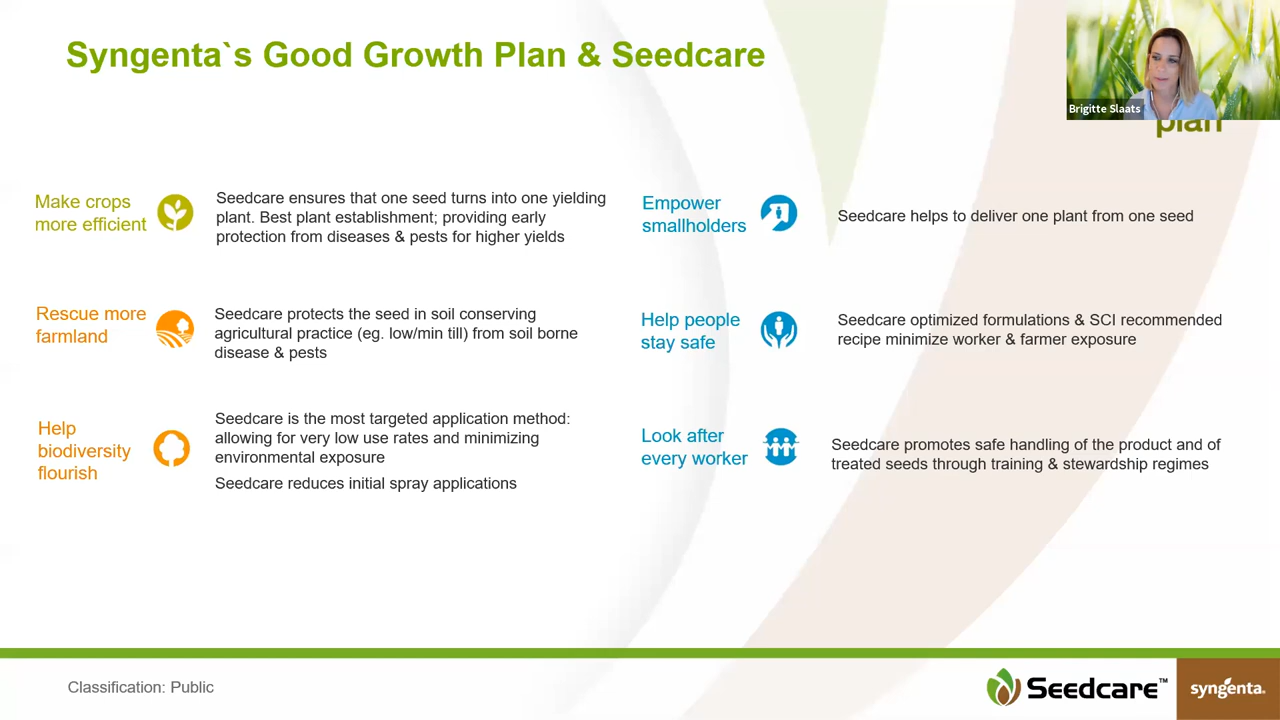 Syngenta`s Good Growth Plan & Seedcare
Brigitte Slaats
plan
Make crops
more efficient
Seedcare ensures that one seed turns into one yielding
plant. Best plant establishment; providing early
protection from diseases & pests for higher yields
Rescue more
farmland
Seedcare protects the seed in soil conserving
agricultural practice (eg. low/min till) from soil borne
disease & pests
Help
biodiversity
flourish
Seedcare is the most targeted application method:
allowing for very low use rates and minimizing
environmental exposure
Seedcare reduces initial spray applications
Empower
smallholders
Seedcare helps to deliver one plant from one seed
Help people
stay safe
Seedcare optimized formulations & SCI recommended
recipe minimize worker & farmer exposure
Look after
every worker
Seedcare promotes safe handling of the product and of
treated seeds through training & stewardship regimes
Classification: Public
Seedcare™
syngenta.